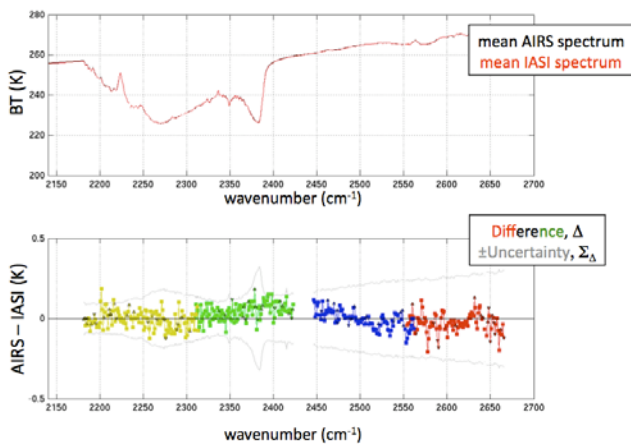 280
260
240
220
200
BT (K)
mean AIRS spectrum
mean IASI spectrum
2150 2200 2250 2300 2350 2400 2450 2500 2550 2600 2650 2700
wavenumber (cm⁻¹)
Difference, Δ
±Uncertainty, Σ_Δ
0.5
0
-0.5
AIRS – IASI (K)
2150 2200 2250 2300 2350 2400 2450 2500 2550 2600 2650 2700
wavenumber (cm⁻¹)